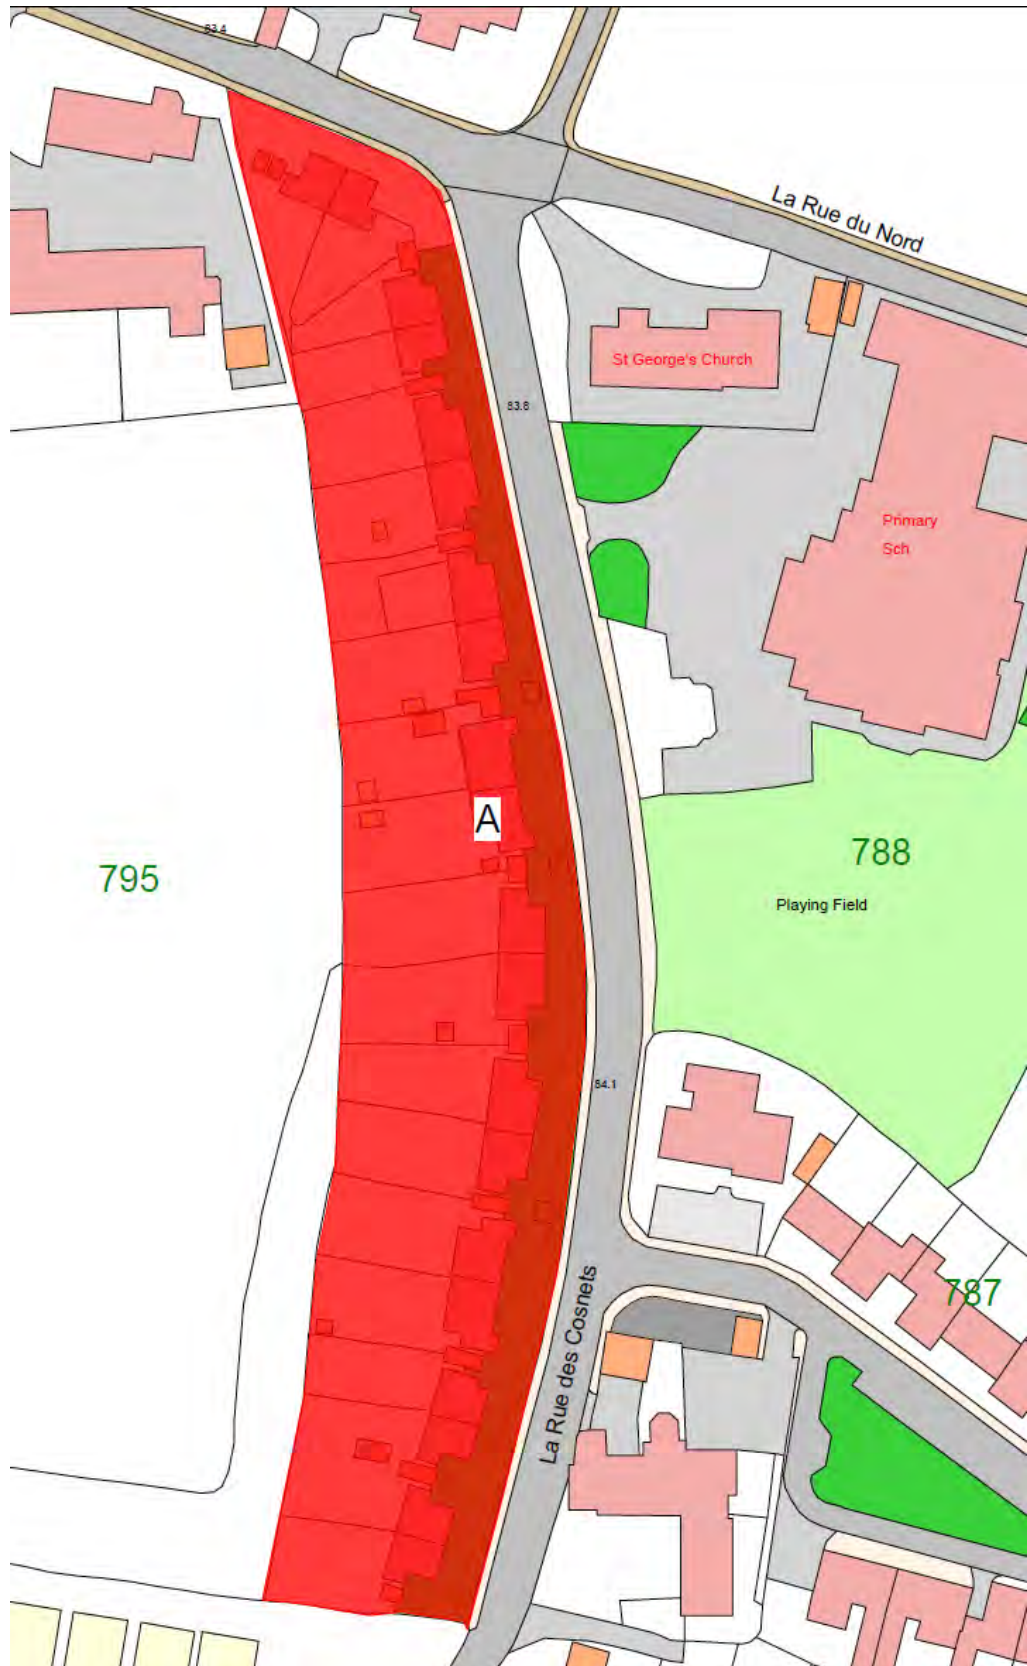 83.4
La Rue du Nord
St George's Church
83.8
Primary
Sch
A
795
788
Playing Field
84.1
787
La Rue des Cosnets